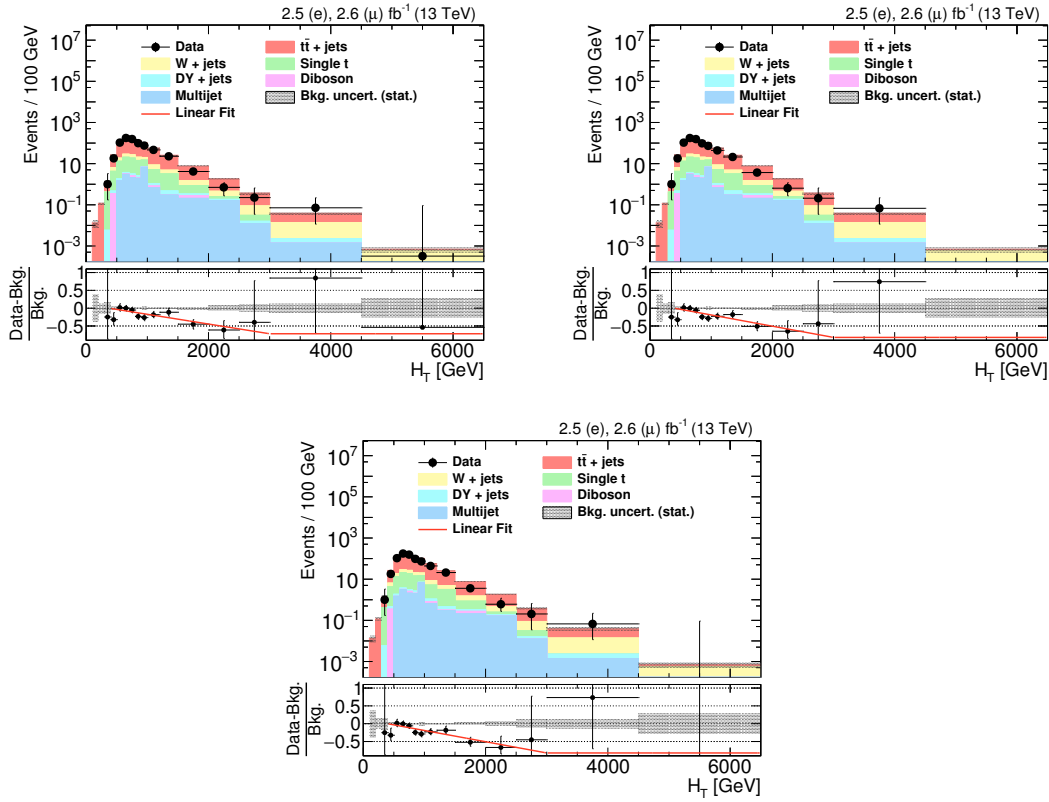 2.5 (e), 2.6 (μ) fb⁻¹ (13 TeV)
Events / 100 GeV
10⁷
10⁵
10³
10
10⁻¹
10⁻³
Data
W + jets
DY + jets
Multijet
Linear Fit
tt̄ + jets
Single t
Diboson
Bkg. uncert. (stat.)
Data-Bkg.
Bkg.
1
0.5
0
−0.5
0 2000 4000 6000
H_T [GeV]
2.5 (e), 2.6 (μ) fb⁻¹ (13 TeV)
Events / 100 GeV
10⁷
10⁵
10³
10
10⁻¹
10⁻³
Data
W + jets
DY + jets
Multijet
Linear Fit
tt̄ + jets
Single t
Diboson
Bkg. uncert. (stat.)
Data-Bkg.
Bkg.
1
0.5
0
−0.5
0 2000 4000 6000
H_T [GeV]
2.5 (e), 2.6 (μ) fb⁻¹ (13 TeV)
Events / 100 GeV
10⁷
10⁵
10³
10
10⁻¹
10⁻³
Data
W + jets
DY + jets
Multijet
Linear Fit
tt̄ + jets
Single t
Diboson
Bkg. uncert. (stat.)
Data-Bkg.
Bkg.
1
0.5
0
−0.5
0 2000 4000 6000
H_T [GeV]